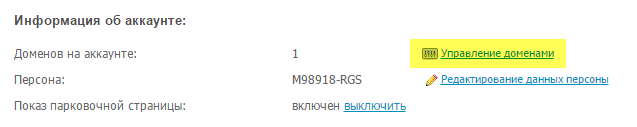 Информация об аккаунте:
Доменов на аккаунте: 1 Управление доменами
Персона: M98918-RGS Редактирование данных персоны
Показ парковочной страницы: включен выключить